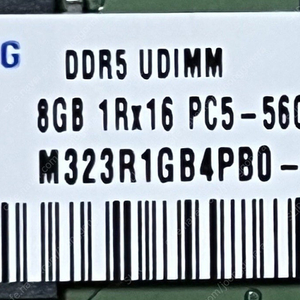 G DDR5 UDIMM
8GB 1Rx16 PC5-560
M323R1GB4PB0-